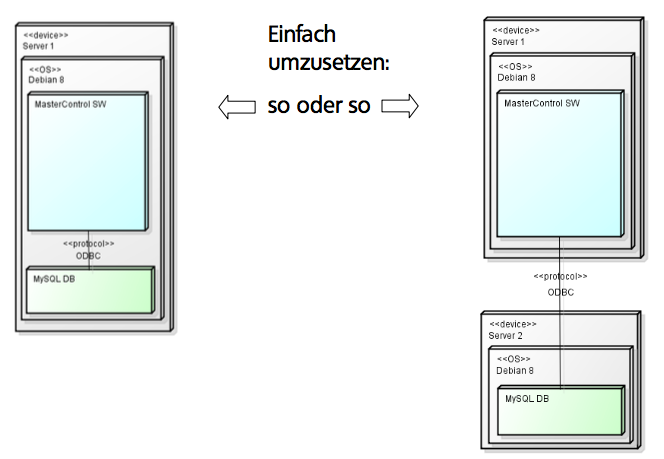 <<device>>
Server 1
<<OS>>
Debian 8
MasterControl SW
<<protocol>>
ODBC
MySQL DB
Einfach
umzusetzen:
so oder so
<<device>>
Server 1
<<OS>>
Debian 8
MasterControl SW
<<protocol>>
ODBC
<<device>>
Server 2
<<OS>>
Debian 8
MySQL DB